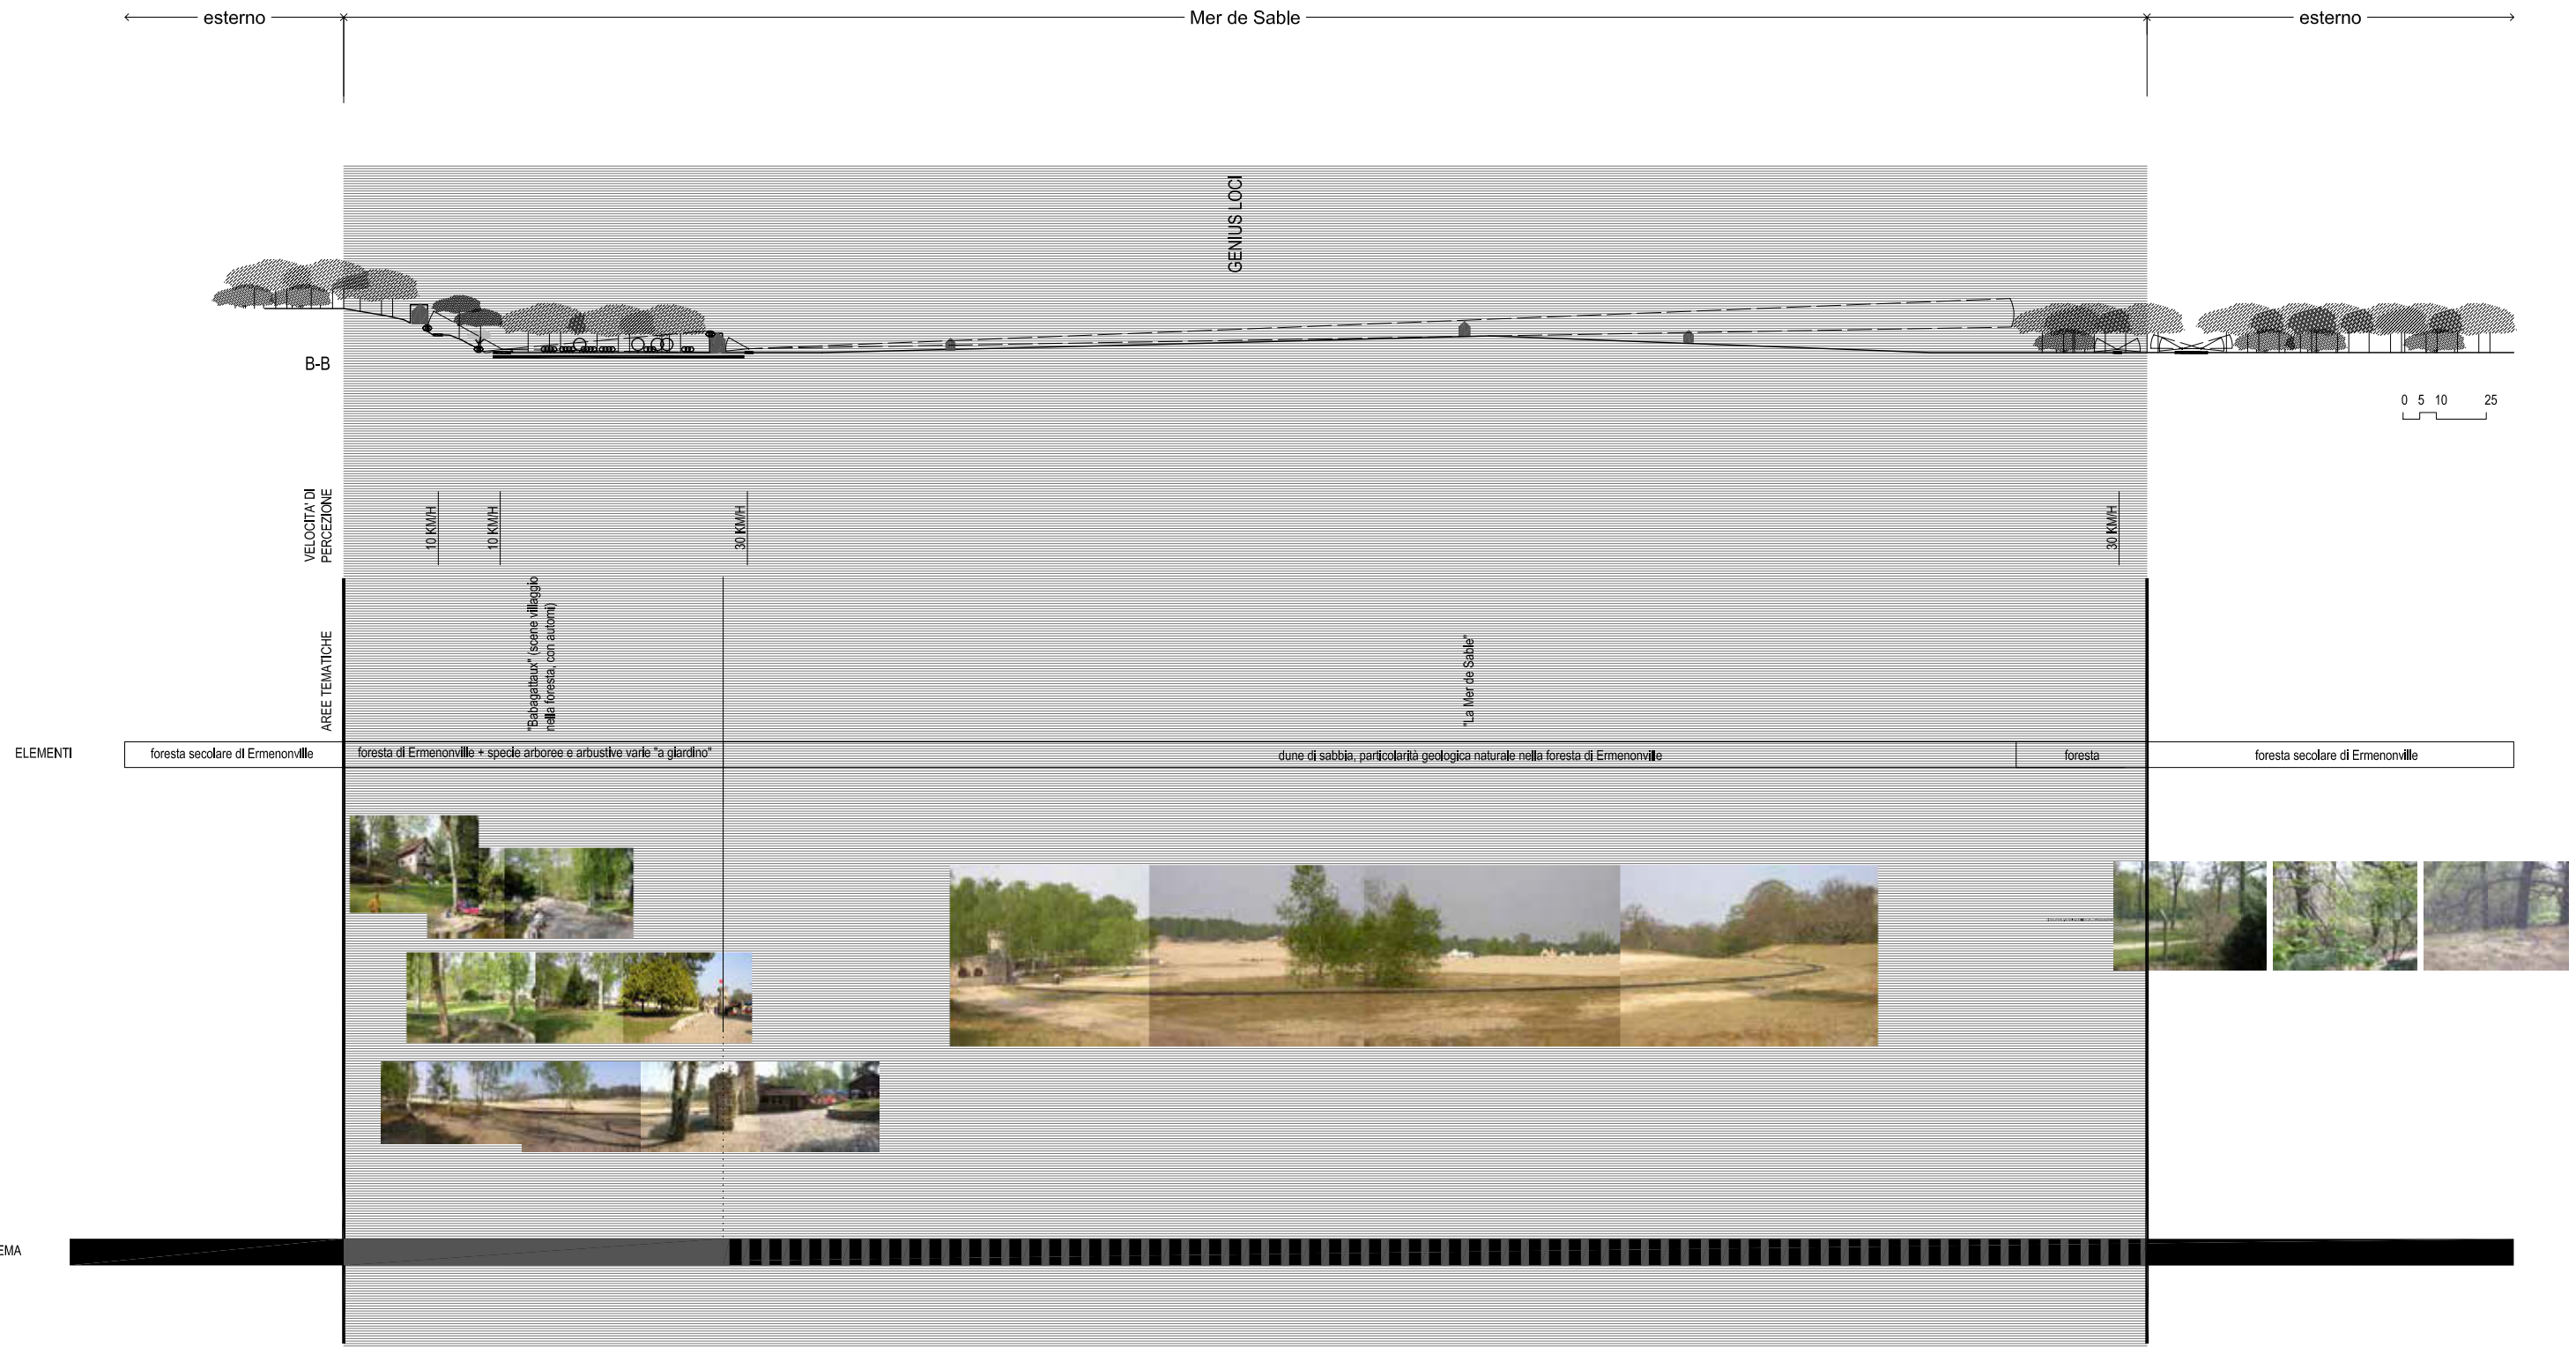 esterno
Mer de Sable
esterno
GENIUS LOCI
B-B
0 5 10 25
VELOCITA' DI
PERCEZIONE
10 KM/H
10 KM/H
30 KM/H
30 KM/H
AREE TEMATICHE
"Babagattaux" (scene villaggio
nella foresta, con automi)
"La Mer de Sable"
ELEMENTI
foresta secolare di Ermenonville
foresta di Ermenonville + specie arboree e arbustive varie "a giardino"
dune di sabbia, particolarità geologica naturale nella foresta di Ermenonville
foresta
foresta secolare di Ermenonville
EMA